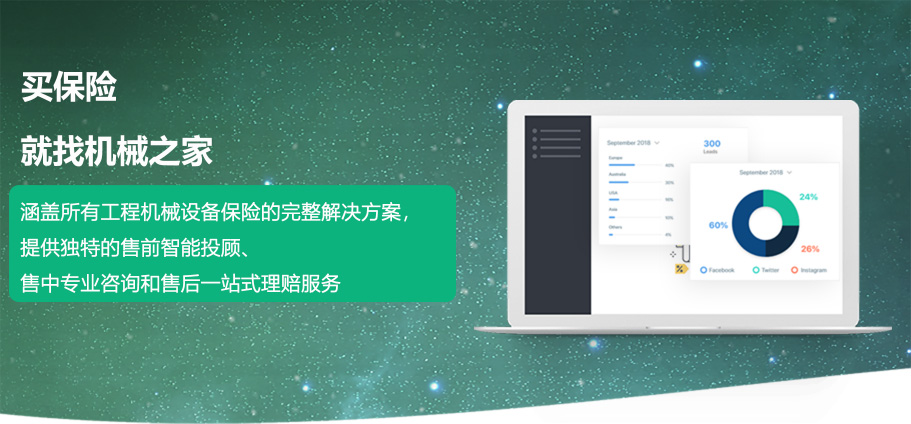 买保险
就找机械之家
涵盖所有工程机械设备保险的完整解决方案，
提供独特的售前智能投顾、
售中专业咨询和售后一站式理赔服务
September 2018
300
Leads
Europe
40%
Australia
30%
USA
Asia
10%
Others
4%
September 2018
24%
60%
26%
Facebook
Twitter
Instagram